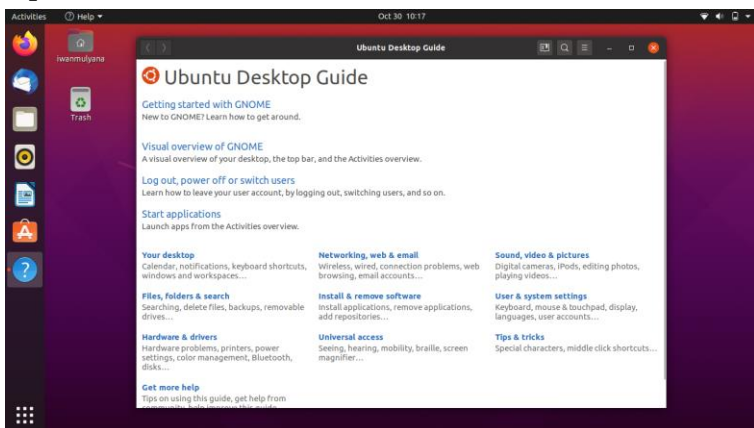 Activities
Help
Oct 30 10:17
iwanmulyana
Trash
Ubuntu Desktop Guide
Ubuntu Desktop Guide
Getting started with GNOME
New to GNOME? Learn how to get around.
Visual overview of GNOME
A visual overview of your desktop, the top bar, and the Activities overview.
Log out, power off or switch users
Learn how to leave your user account, by logging out, switching users, and so on.
Start applications
Launch apps from the Activities overview.
Your desktop
Calendar, notifications, keyboard shortcuts,
windows and workspaces…
Networking, web & email
Wireless, wired, connection problems, web
browsing, email accounts…
Sound, video & pictures
Digital cameras, iPods, editing photos,
playing videos…
Files, folders & search
Searching, delete files, backups, removable
drives…
Install & remove software
Install applications, remove applications,
add repositories…
User & system settings
Keyboard, mouse & touchpad, display,
languages, user accounts…
Hardware & drivers
Hardware problems, printers, power
settings, color management, Bluetooth,
disks…
Universal access
Seeing, hearing, mobility, braille, screen
magnifier…
Tips & tricks
Special characters, middle click shortcuts…
Get more help
Tips on using this guide, get help from
community, help improve this guide